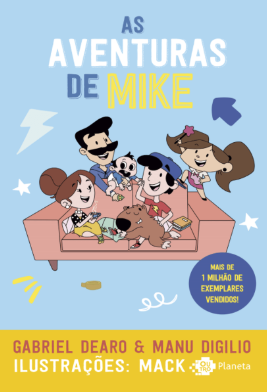 AS
AVENTURAS
DE MIKE
MAIS DE
1 MILHÃO DE
EXEMPLARES
VENDIDOS!
GABRIEL DEARO & MANU DIGILIO
ILUSTRAÇÕES: MACK
Planeta